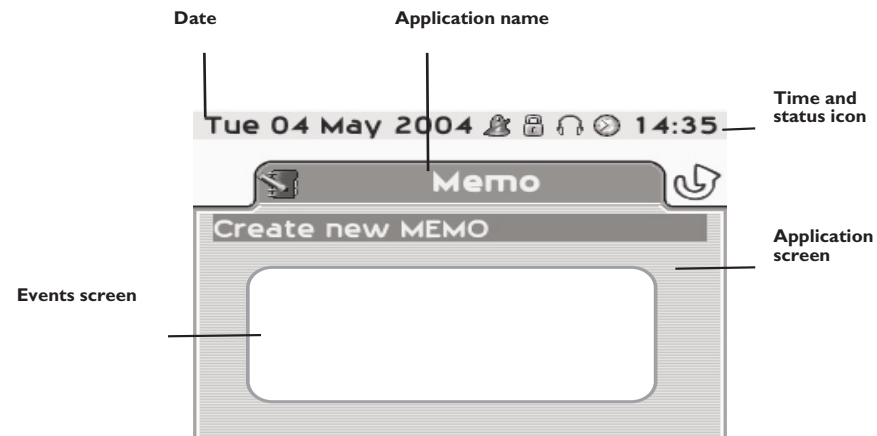 Date
Application name
Time and
status icon
Tue 04 May 2004 14:35
Memo
Create new MEMO
Application
screen
Events screen